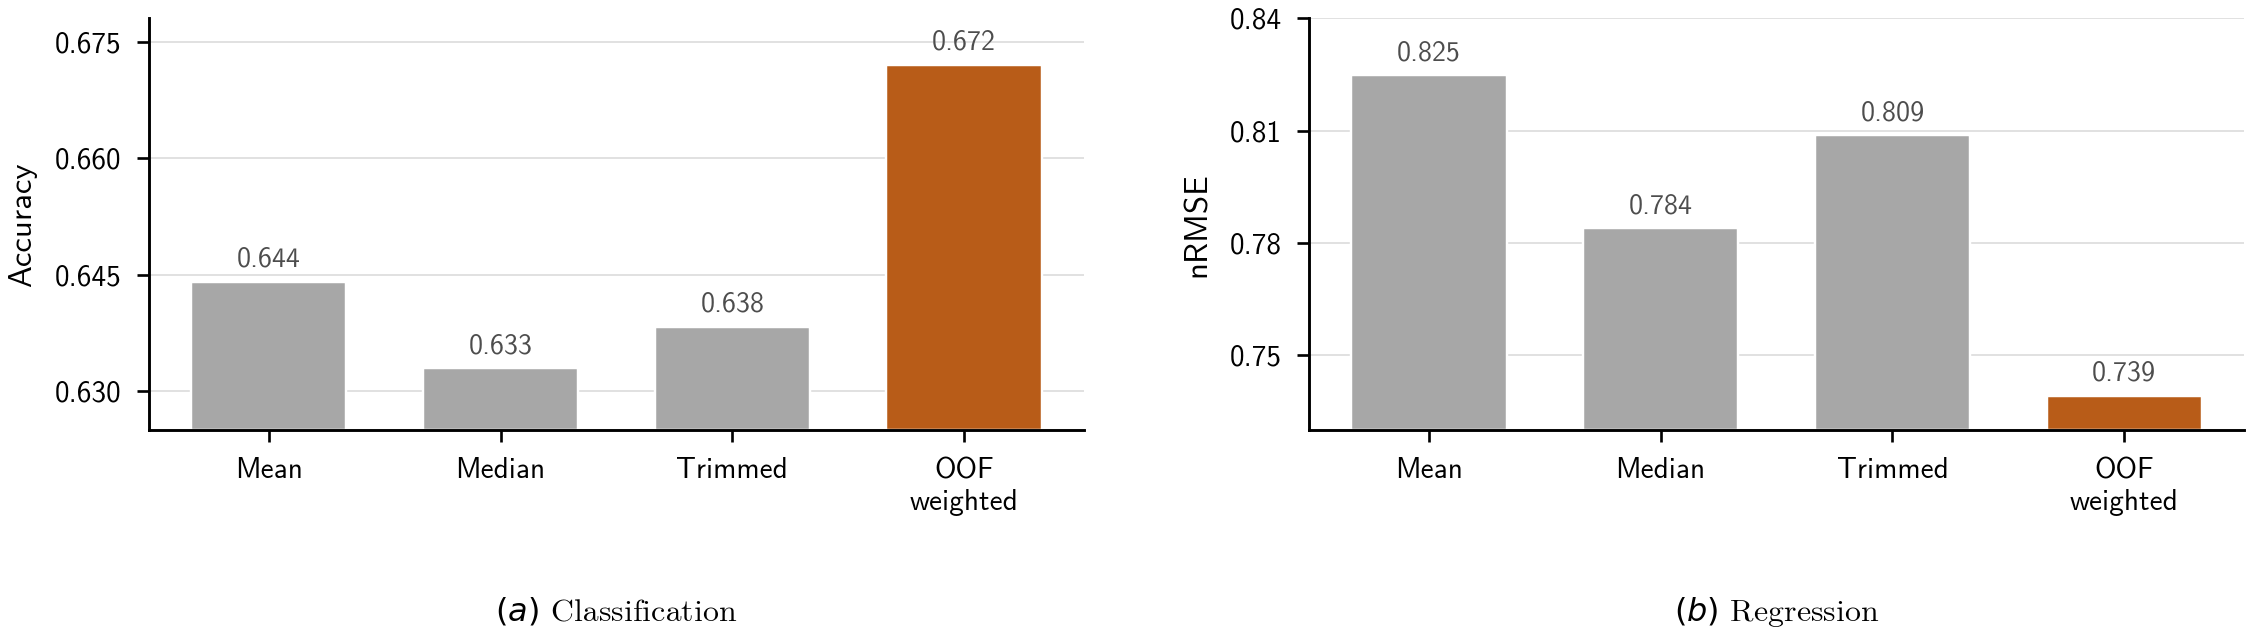 0.675
0.660
0.645
0.630
Accuracy
0.644
0.633
0.638
0.672
Mean
Median
Trimmed
OOF
weighted
(a) Classification
0.84
0.81
0.78
0.75
nRMSE
0.825
0.784
0.809
0.739
Mean
Median
Trimmed
OOF
weighted
(b) Regression